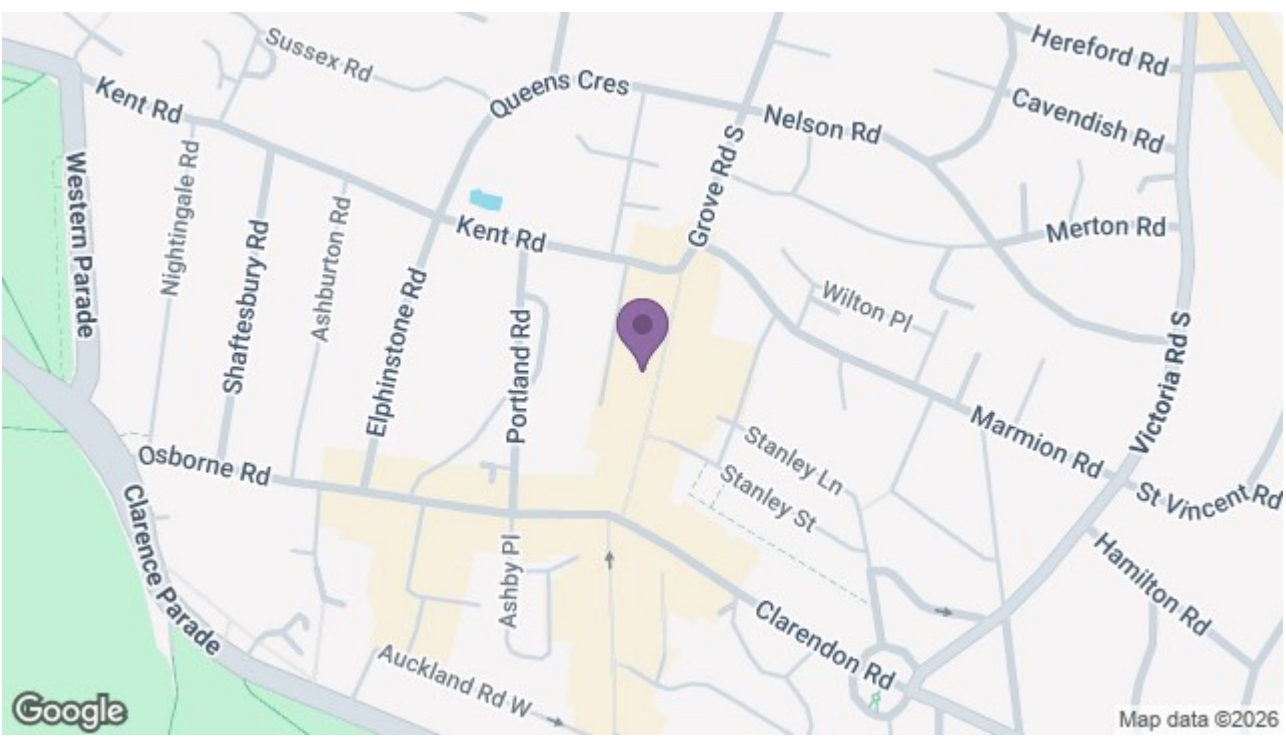 Sussex Rd
Queens Cres
Hereford Rd
Kent Rd
Cavendish Rd
Nelson Rd
Western Parade
Nightingale Rd
Grove Rd S
Shaftesbury Rd
Ashburton Rd
Kent Rd
Merton Rd
Elphinstone Rd
Portland Rd
Wilton Pl
Victoria Rd S
Marmion Rd
Stanley Ln
Osborne Rd
Stanley St
St Vincent Rd
Clarence Parade
Ashby Pl
Hamilton Rd
Clarendon Rd
Auckland Rd W
Google
Map data ©2026